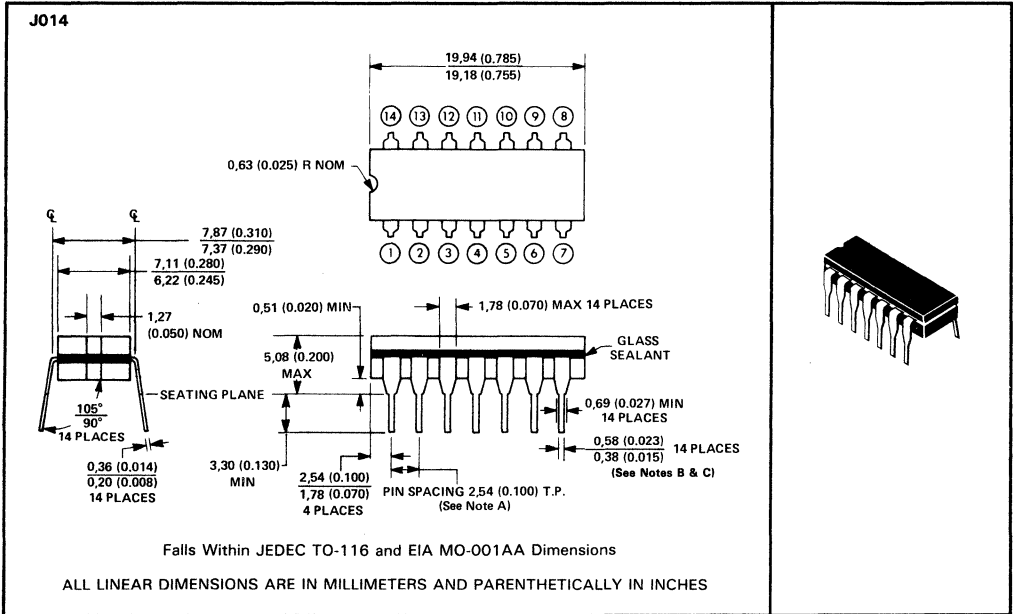 J014
19,94 (0.785)
19,18 (0.755)
14 13 12 11 10 9 8
0,63 (0.025) R NOM
1 2 3 4 5 6 7
℄ ℄
7,87 (0.310)
7,37 (0.290)
7,11 (0.280)
6,22 (0.245)
1,27
(0.050) NOM
0,51 (0.020) MIN
1,78 (0.070) MAX 14 PLACES
5,08 (0.200)
MAX
GLASS
SEALANT
SEATING PLANE
105°
90°
14 PLACES
0,36 (0.014)
0,20 (0.008)
14 PLACES
3,30 (0.130)
MIN
2,54 (0.100)
1,78 (0.070)
4 PLACES
PIN SPACING 2,54 (0.100) T.P.
(See Note A)
0,69 (0.027) MIN
14 PLACES
0,58 (0.023)
0,38 (0.015)
14 PLACES
(See Notes B & C)
Falls Within JEDEC TO-116 and EIA MO-001AA Dimensions
ALL LINEAR DIMENSIONS ARE IN MILLIMETERS AND PARENTHETICALLY IN INCHES